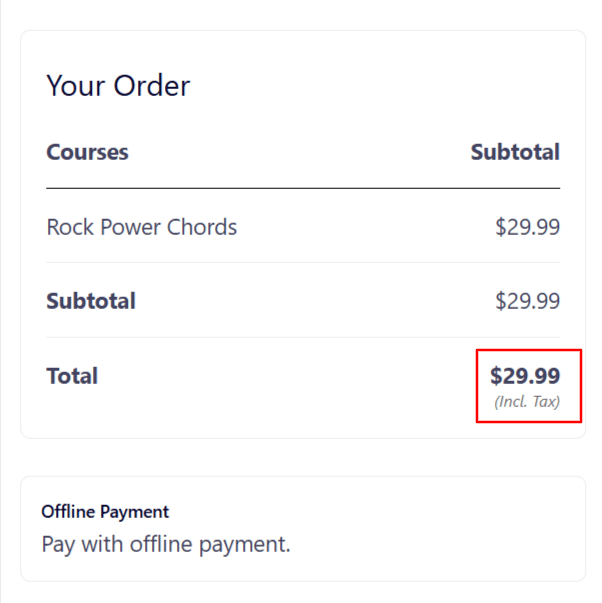 Your Order
Courses Subtotal
Rock Power Chords $29.99
Subtotal $29.99
Total $29.99
(Incl. Tax)
Offline Payment
Pay with offline payment.